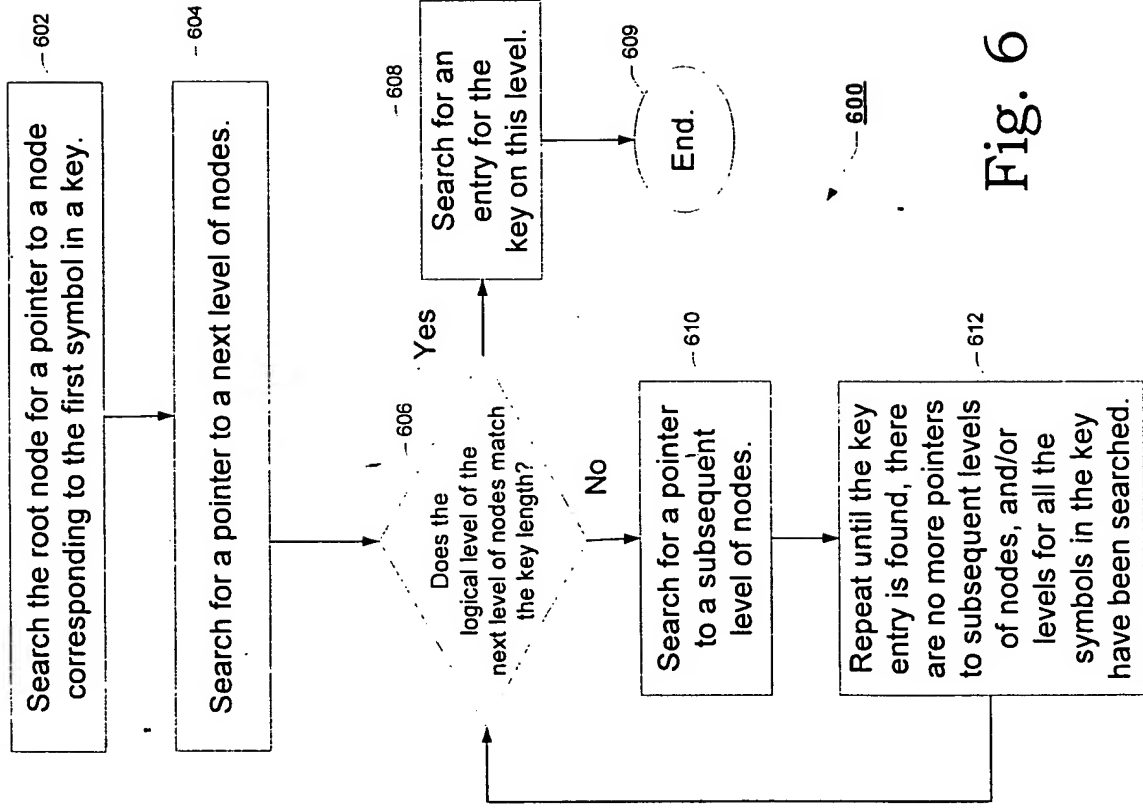 Search the root node for a pointer to a node
corresponding to the first symbol in a key.
602
Search for a pointer to a next level of nodes.
604
Does the
logical level of the
next level of nodes match
the key length?
606
Yes
Search for an
entry for the
key on this level.
608
End.
609
No
Search for a pointer
to a subsequent
level of nodes.
610
Repeat until the key
entry is found, there
are no more pointers
to subsequent levels
of nodes, and/or
levels for all the
symbols in the key
have been searched.
612
600
Fig. 6